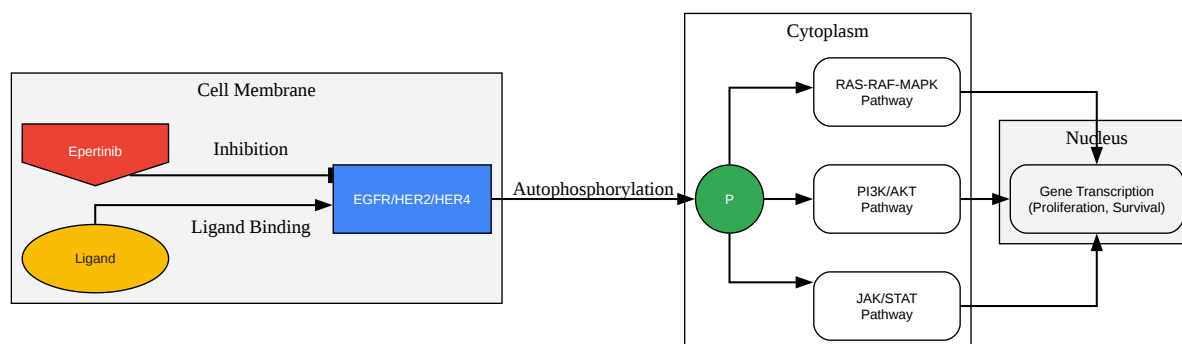 Cell Membrane
Epertinib
Inhibition
EGFR/HER2/HER4
Ligand Binding
Ligand
Autophosphorylation
Cytoplasm
P
RAS-RAF-MAPK
Pathway
PI3K/AKT
Pathway
JAK/STAT
Pathway
Nucleus
Gene Transcription
(Proliferation, Survival)